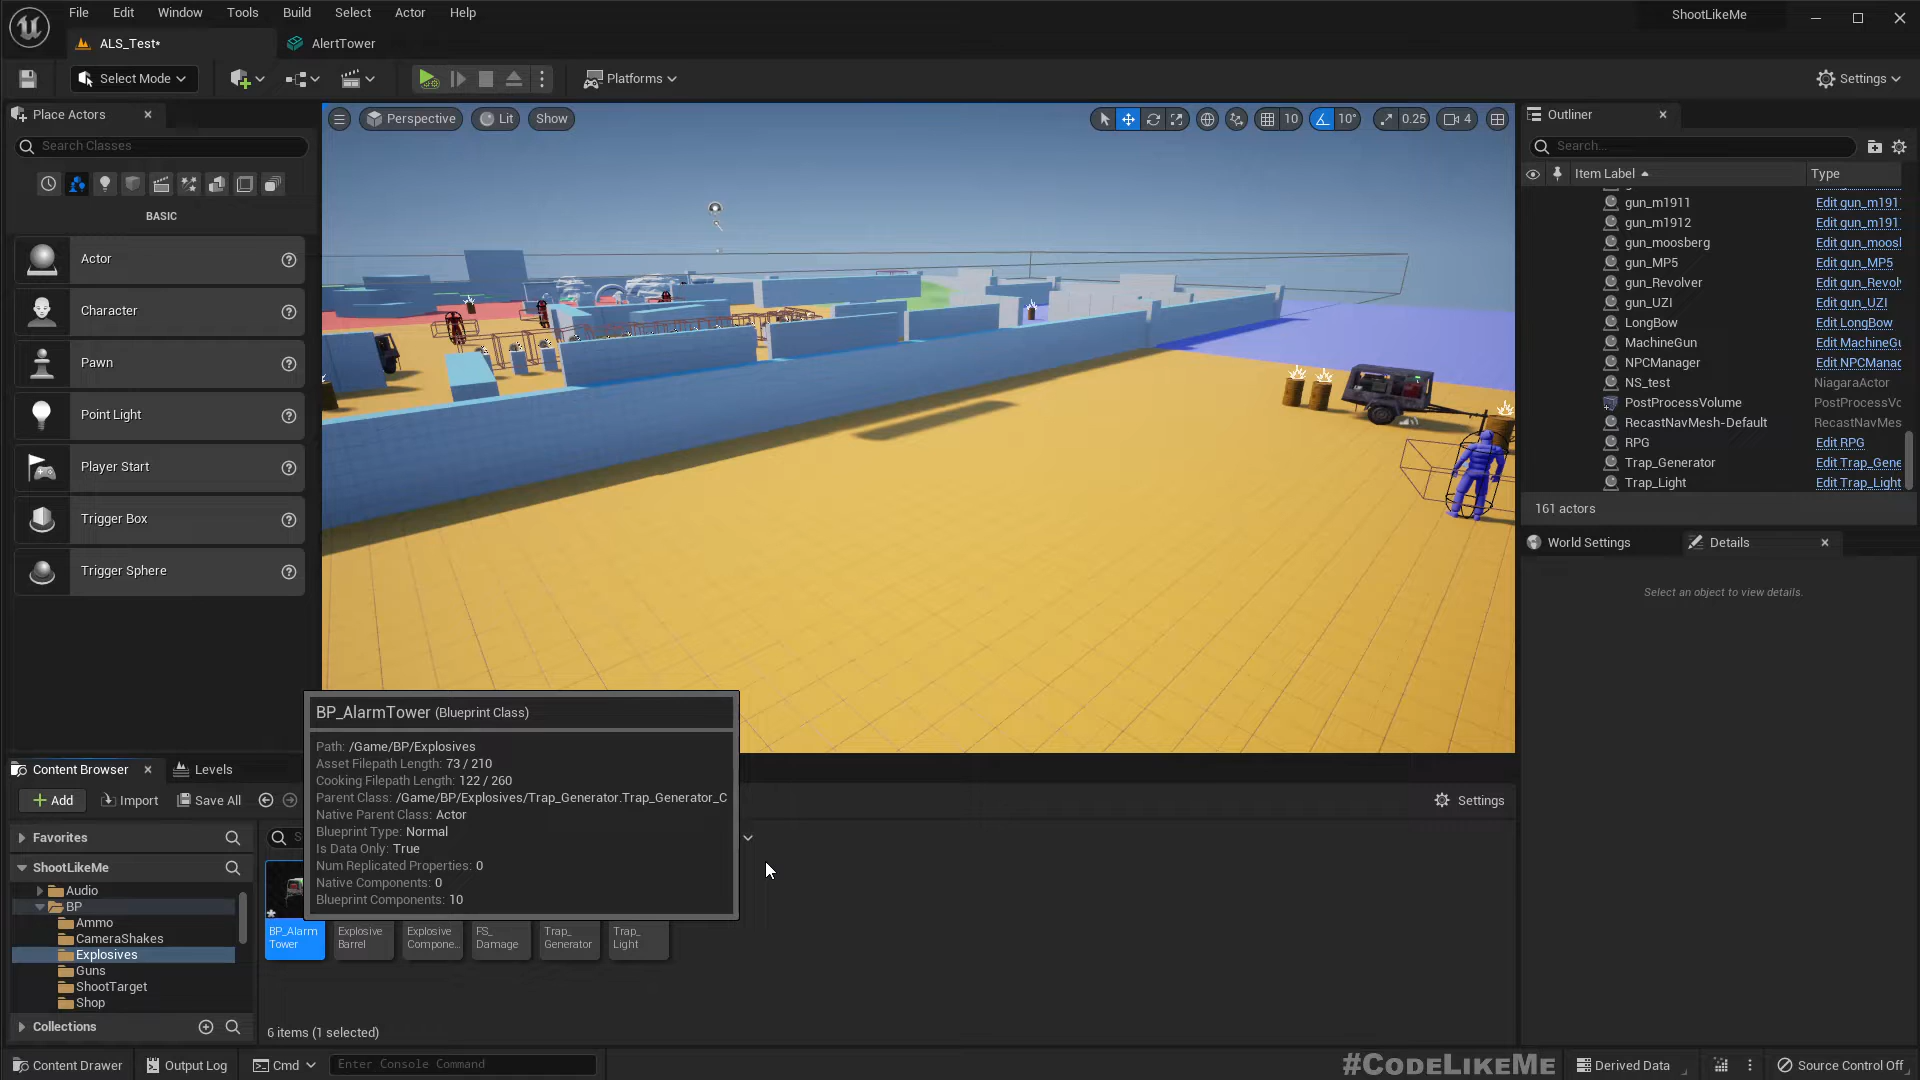 File Edit Window Tools Build Select Actor Help
ShootLikeMe
ALS_Test*
AlertTower
Select Mode
Platforms
Settings
Place Actors
Search Classes
BASIC
Actor
Character
Pawn
Point Light
Player Start
Trigger Box
Trigger Sphere
Perspective
Lit
Show
10
10°
0.25
4
Outliner
Search...
Item Label
Type
gun_m1911 Edit gun_m191
gun_m1912 Edit gun_m191
gun_moosberg Edit gun_moosl
gun_MP5 Edit gun_MP5
gun_Revolver Edit gun_Revol
gun_UZI Edit gun_UZI
LongBow Edit LongBow
MachineGun Edit MachineGu
NPCManager Edit NPCManac
NS_test NiagaraActor
PostProcessVolume PostProcessVc
RecastNavMesh-Default RecastNavMes
RPG Edit RPG
Trap_Generator Edit Trap_Gene
Trap_Light Edit Trap_Light
161 actors
World Settings
Details
Select an object to view details.
BP_AlarmTower (Blueprint Class)
Path: /Game/BP/Explosives
Asset Filepath Length: 73 / 210
Cooking Filepath Length: 122 / 260
Parent Class: /Game/BP/Explosives/Trap_Generator.Trap_Generator_C
Native Parent Class: Actor
Blueprint Type: Normal
Is Data Only: True
Num Replicated Properties: 0
Native Components: 0
Blueprint Components: 10
Content Browser
Levels
Add
Import
Save All
Settings
Favorites
ShootLikeMe
Audio
BP
Ammo
CameraShakes
Explosives
Guns
ShootTarget
Shop
Collections
BP_Alarm
Tower
Explosive
Barrel
Explosive
Compone...
FS_
Damage
Trap_
Generator
Trap_
Light
6 items (1 selected)
Content Drawer
Output Log
Cmd
Enter Console Command
#CODELIKEME
Derived Data
Source Control Off